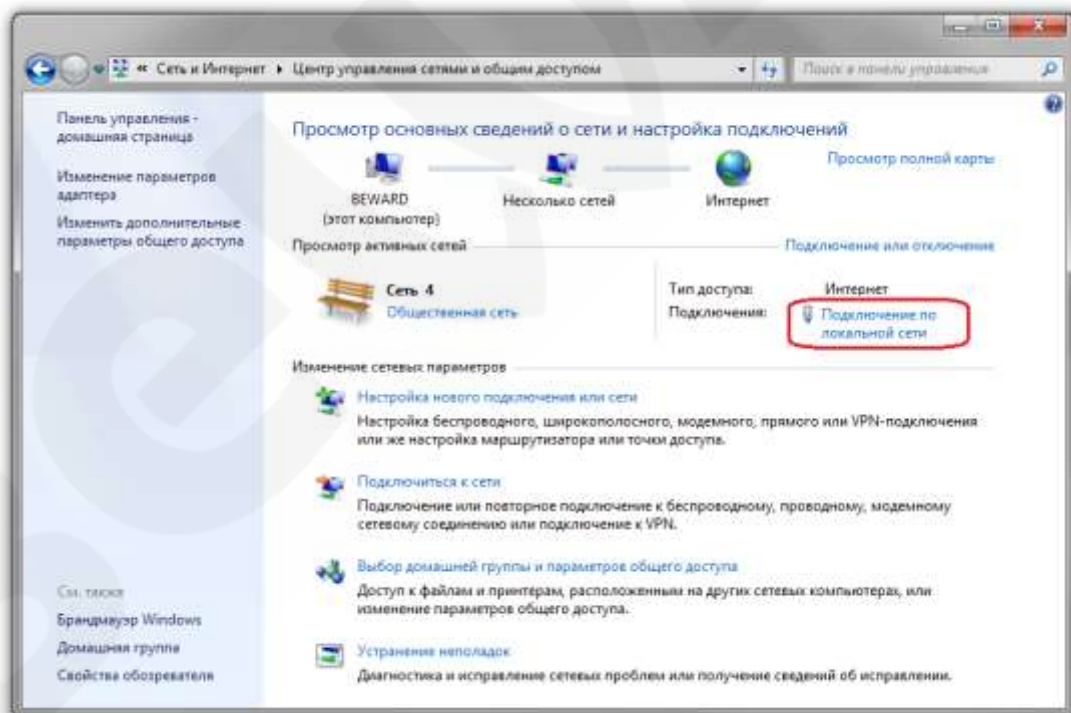 « Сеть и Интернет ▸ Центр управления сетями и общим доступом
Поиск в панели управления
Панель управления -
домашняя страница
Изменение параметров
адаптера
Изменить дополнительные
параметры общего доступа
См. также
Брандмауэр Windows
Домашняя группа
Свойства обозревателя
Просмотр основных сведений о сети и настройка подключений
Просмотр полной карты
BEWARD
(этот компьютер)
Несколько сетей
Интернет
Просмотр активных сетей
Подключение или отключение
Сеть 4
Общественная сеть
Тип доступа: Интернет
Подключения: Подключение по
локальной сети
Изменение сетевых параметров
Настройка нового подключения или сети
Настройка беспроводного, широкополосного, модемного, прямого или VPN-подключения
или же настройка маршрутизатора или точки доступа.
Подключиться к сети
Подключение или повторное подключение к беспроводному, проводному, модемному
сетевому соединению или подключение к VPN.
Выбор домашней группы и параметров общего доступа
Доступ к файлам и принтерам, расположенным на других сетевых компьютерах, или
изменение параметров общего доступа.
Устранение неполадок
Диагностика и исправление сетевых проблем или получение сведений об исправлении.